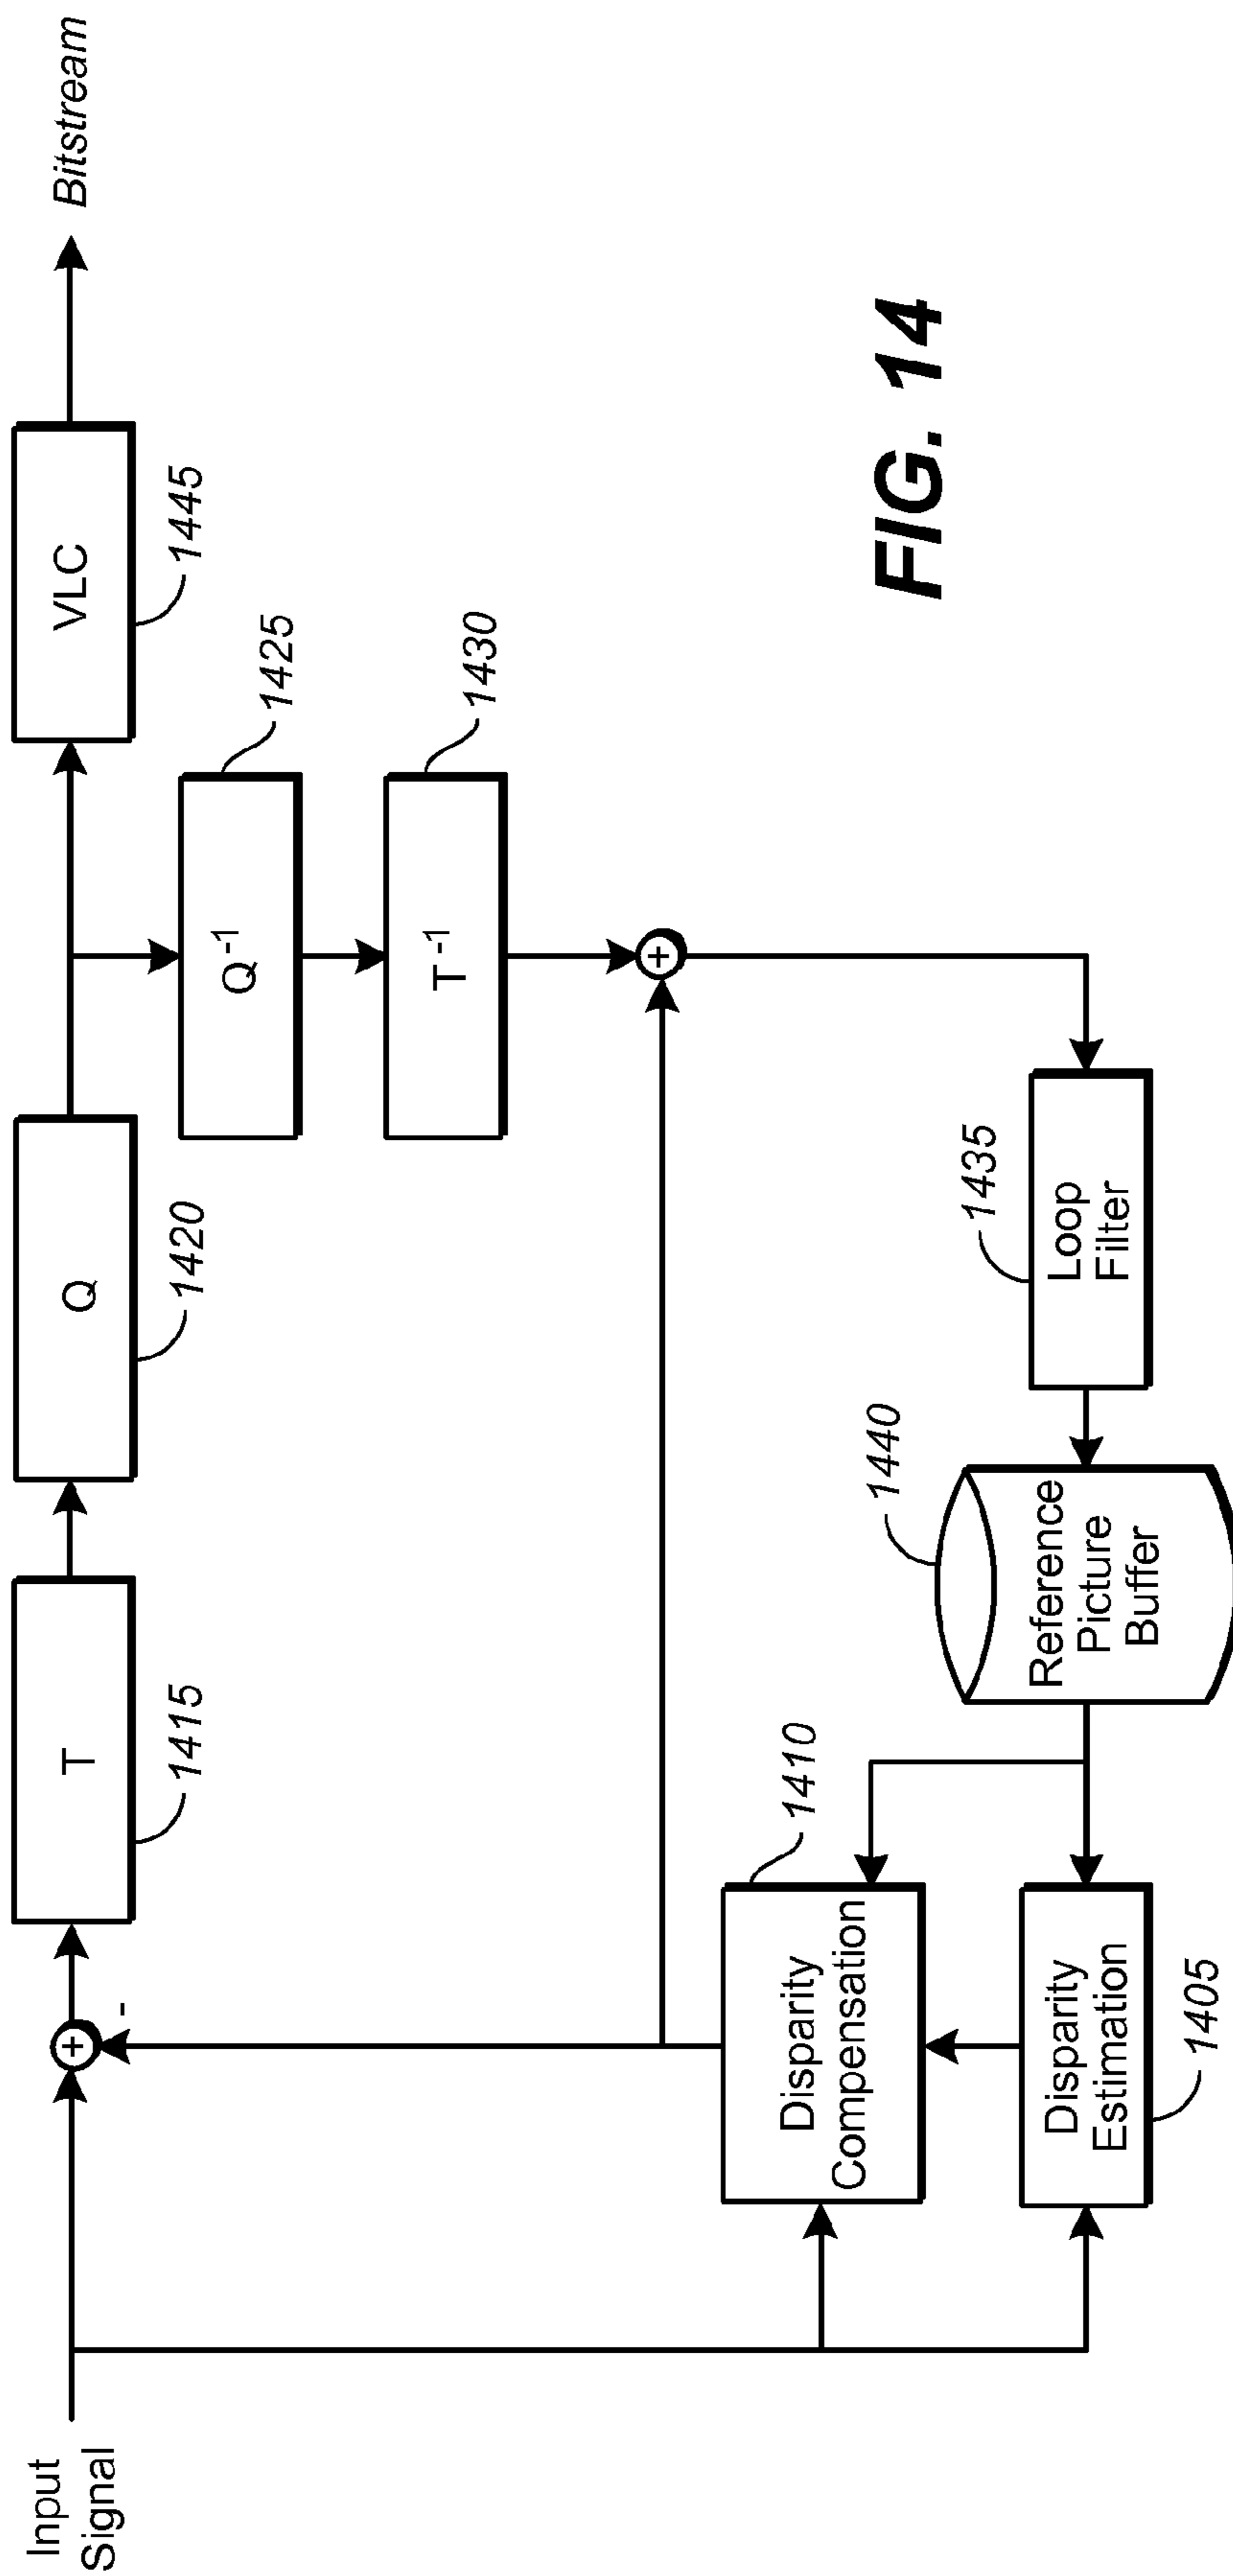 Input
Signal
+
-
T
1415
Q
1420
VLC
1445
Bitstream
Q-1
1425
T-1
1430
+
Disparity
Compensation
1410
Disparity
Estimation
1405
Reference
Picture
Buffer
1440
Loop
Filter
1435
FIG. 14